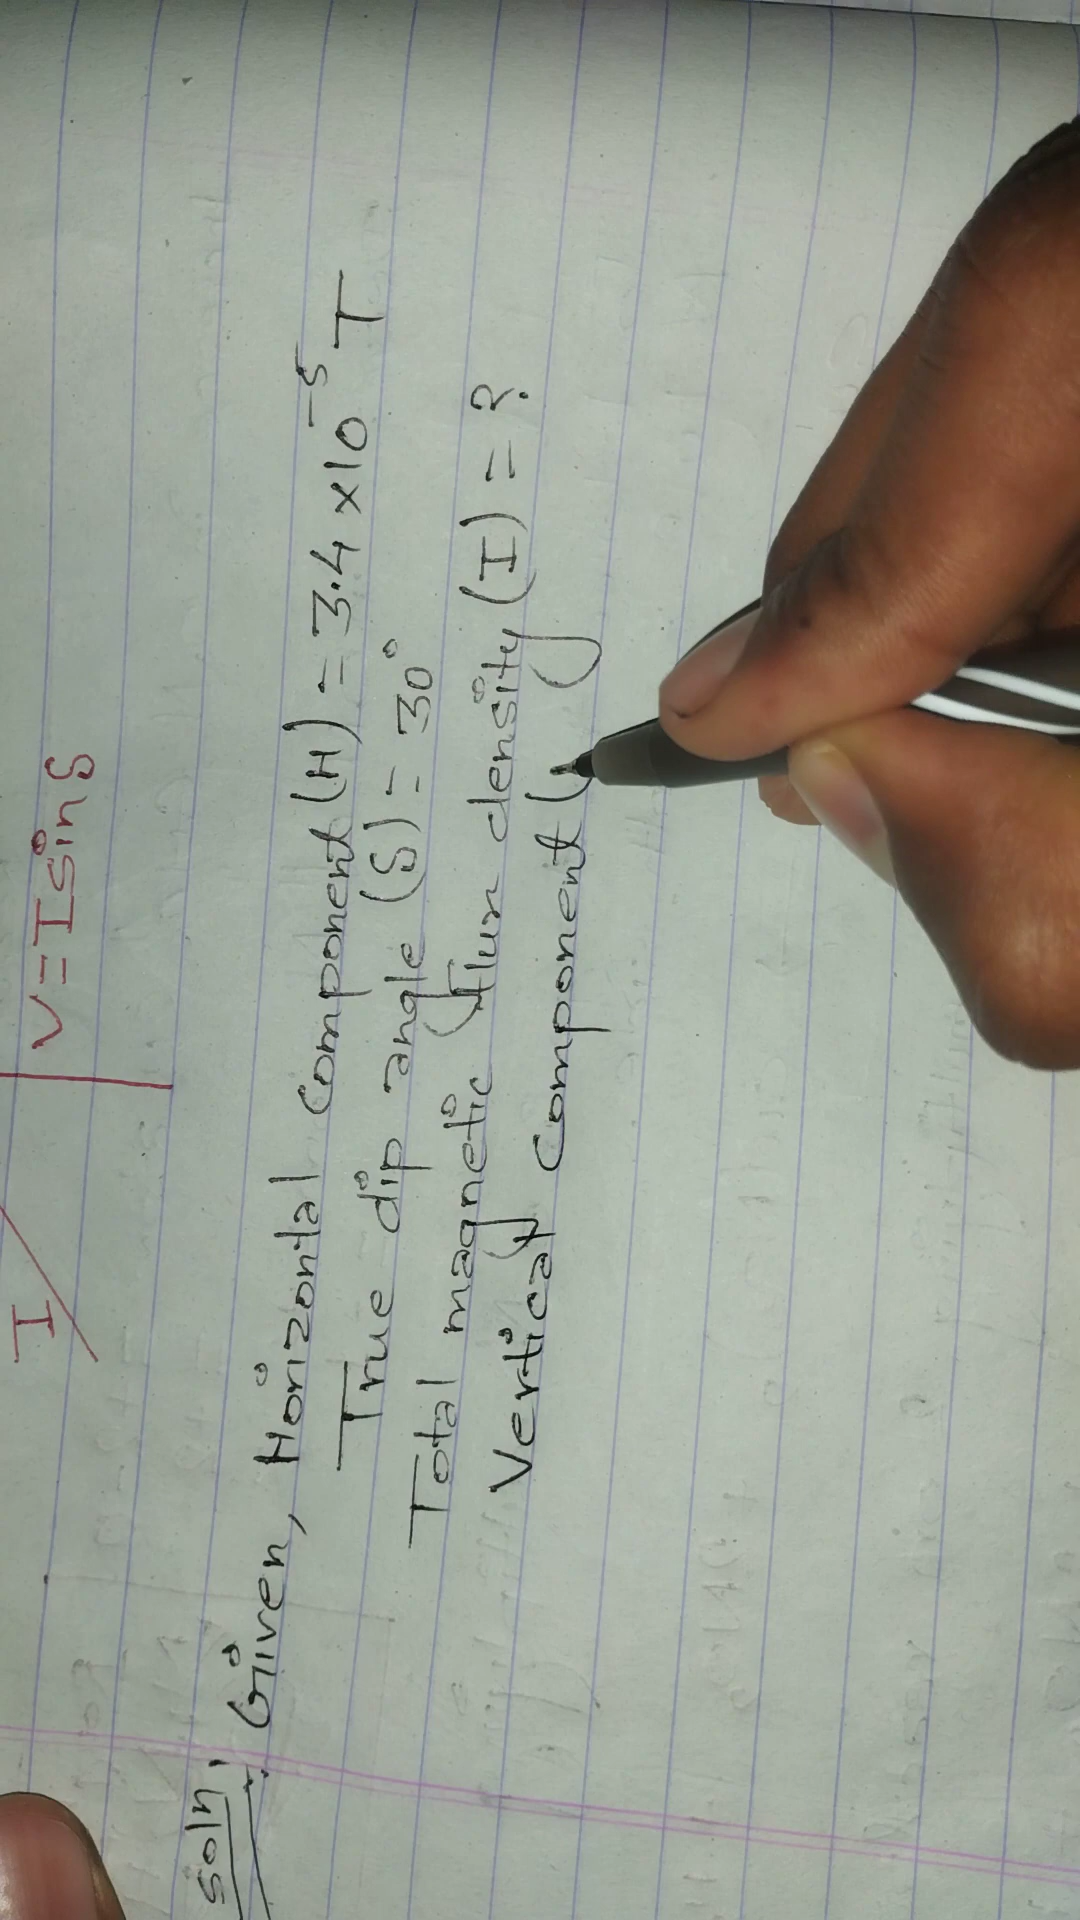 I
V = I sin δ
soln, Given, Horizontal Component (H) = 3.4 × 10⁻⁵ T
True dip angle (δ) = 30°
Total magnetic flux density (I) = ?
Vertical Component (